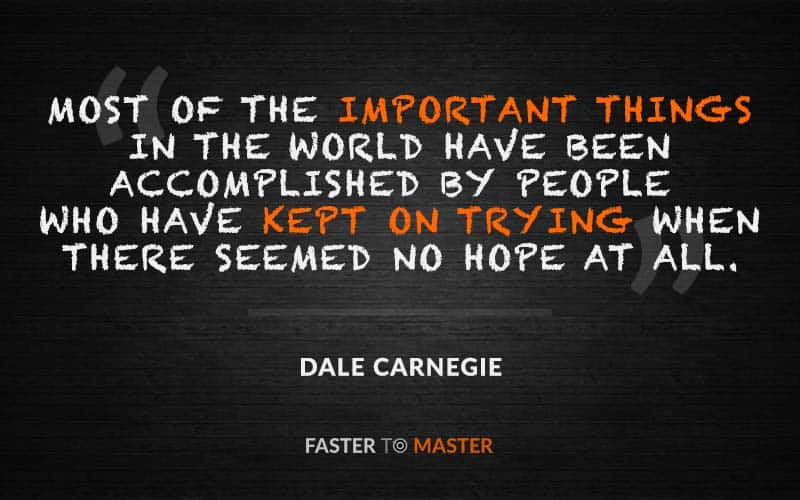 MOST OF THE IMPORTANT THINGS
IN THE WORLD HAVE BEEN
ACCOMPLISHED BY PEOPLE
WHO HAVE KEPT ON TRYING WHEN
THERE SEEMED NO HOPE AT ALL.
DALE CARNEGIE
FASTER TO MASTER